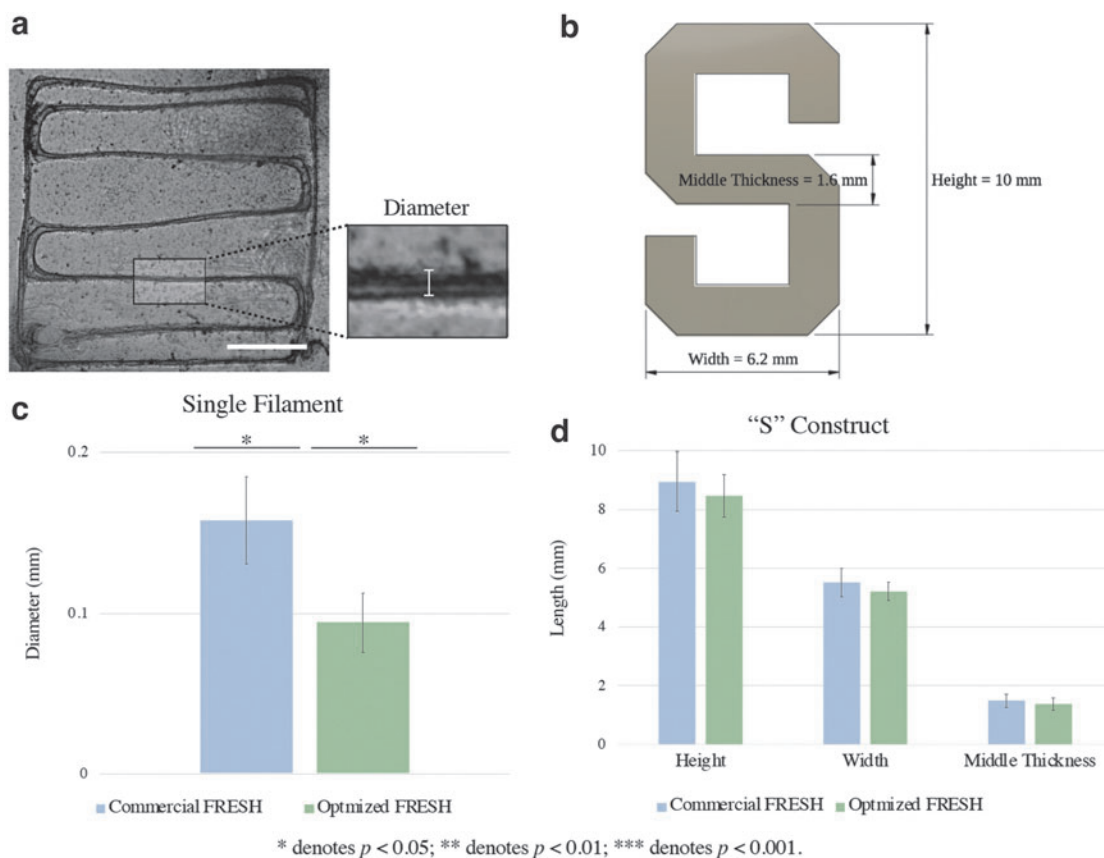 a
Diameter
b
Middle Thickness = 1.6 mm
Height = 10 mm
Width = 6.2 mm
c
Single Filament
* *
0.2
0.1
0
Diameter (mm)
Commercial FRESH Optmized FRESH
d
“S” Construct
10
8
6
4
2
0
Length (mm)
Height Width Middle Thickness
Commercial FRESH Optmized FRESH
* denotes p < 0.05; ** denotes p < 0.01; *** denotes p < 0.001.